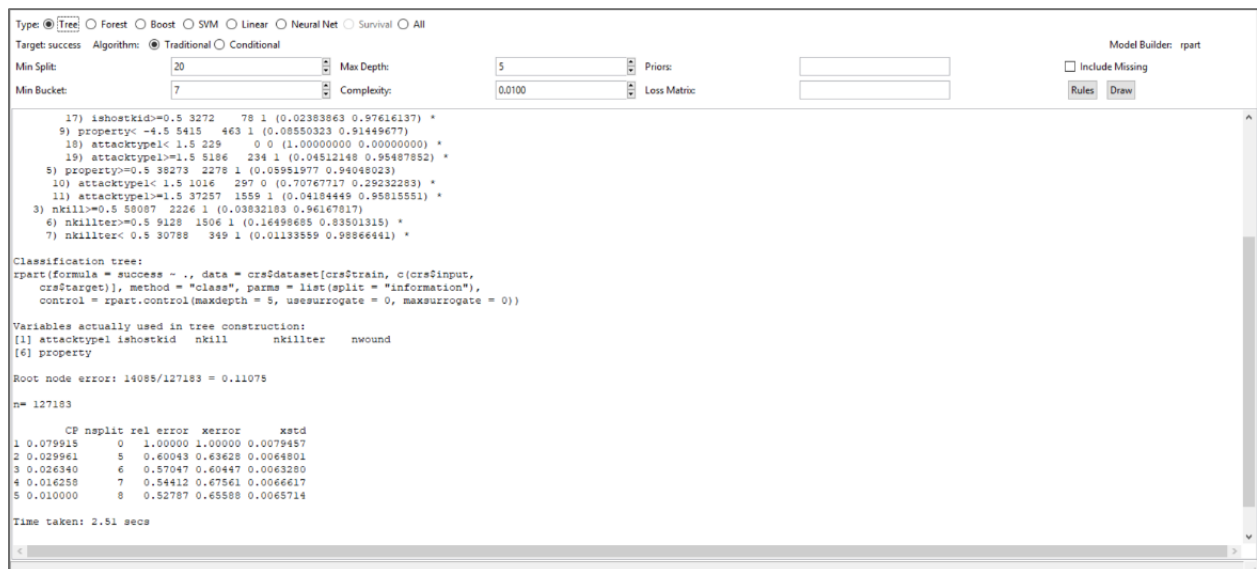 Type: Tree Forest Boost SVM Linear Neural Net Survival All
Target: success Algorithm: Traditional Conditional Model Builder: rpart
Min Split: 20 Max Depth: 5 Priors: Include Missing
Min Bucket: 7 Complexity: 0.0100 Loss Matrix: Rules Draw
17) ishostkid>=0.5 3272 78 1 (0.02383863 0.97616137) *
9) property< -4.5 5415 463 1 (0.08550323 0.91449677)
18) attacktype1< 1.5 229 0 0 (1.00000000 0.00000000) *
19) attacktype1>=1.5 5186 234 1 (0.04512148 0.95487852) *
5) property>=0.5 38273 2278 1 (0.05951977 0.94048023)
10) attacktype1< 1.5 1016 297 0 (0.70767717 0.29232283) *
11) attacktype1>=1.5 37257 1559 1 (0.04184449 0.95815551) *
3) nkill>=0.5 58087 2226 1 (0.03832183 0.96167817)
6) nkillter>=0.5 9128 1506 1 (0.16498685 0.83501315) *
7) nkillter< 0.5 30788 349 1 (0.01133559 0.98866441) *
Classification tree:
rpart(formula = success ~ ., data = crs$dataset[crs$train, c(crs$input,
crs$target)], method = "class", parms = list(split = "information"),
control = rpart.control(maxdepth = 5, usesurrogate = 0, maxsurrogate = 0))
Variables actually used in tree construction:
[1] attacktype1 ishostkid nkill nkillter nwound
[6] property
Root node error: 14085/127183 = 0.11075
n= 127183
CP nsplit rel error xerror xstd
1 0.079915 0 1.00000 1.00000 0.0079457
2 0.029961 5 0.60043 0.63628 0.0064801
3 0.026340 6 0.57047 0.60447 0.0063280
4 0.016258 7 0.54412 0.67561 0.0066617
5 0.010000 8 0.52787 0.65588 0.0065714
Time taken: 2.51 secs